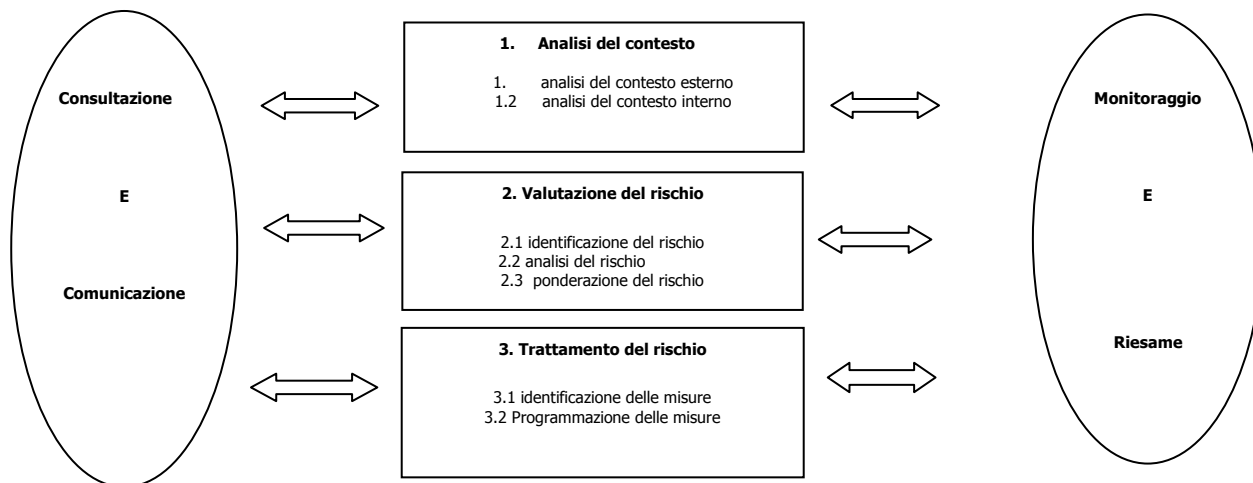 Consultazione
E
Comunicazione
1. Analisi del contesto
1. analisi del contesto esterno
1.2 analisi del contesto interno
2. Valutazione del rischio
2.1 identificazione del rischio
2.2 analisi del rischio
2.3 ponderazione del rischio
3. Trattamento del rischio
3.1 identificazione delle misure
3.2 Programmazione delle misure
Monitoraggio
E
Riesame